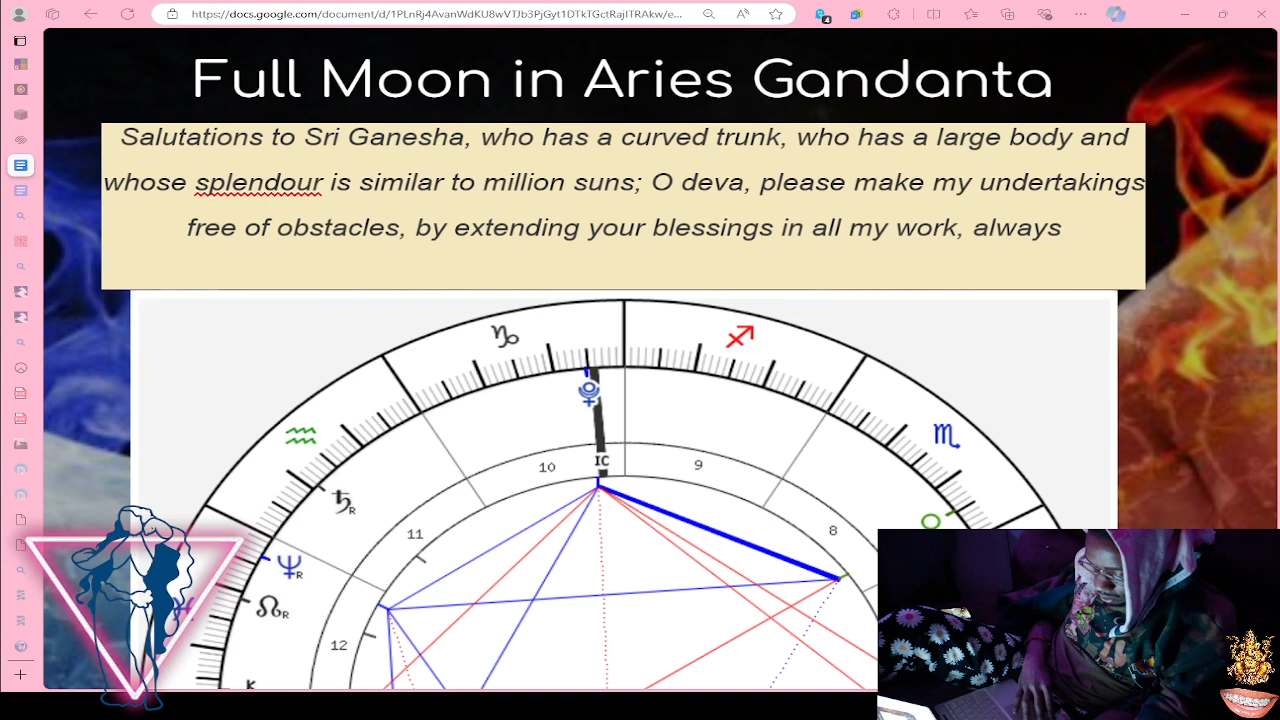 https://docs.google.com/document/d/1PLnRj4AvanWdKU8wVTJb3PjGyt1DTkTGctRajITRAkw/e...
4
Full Moon in Aries Gandanta
Salutations to Sri Ganesha, who has a curved trunk, who has a large body and
whose splendour is similar to million suns; O deva, please make my undertakings
free of obstacles, by extending your blessings in all my work, always
10
IC
9
11
8
12
R
R
R